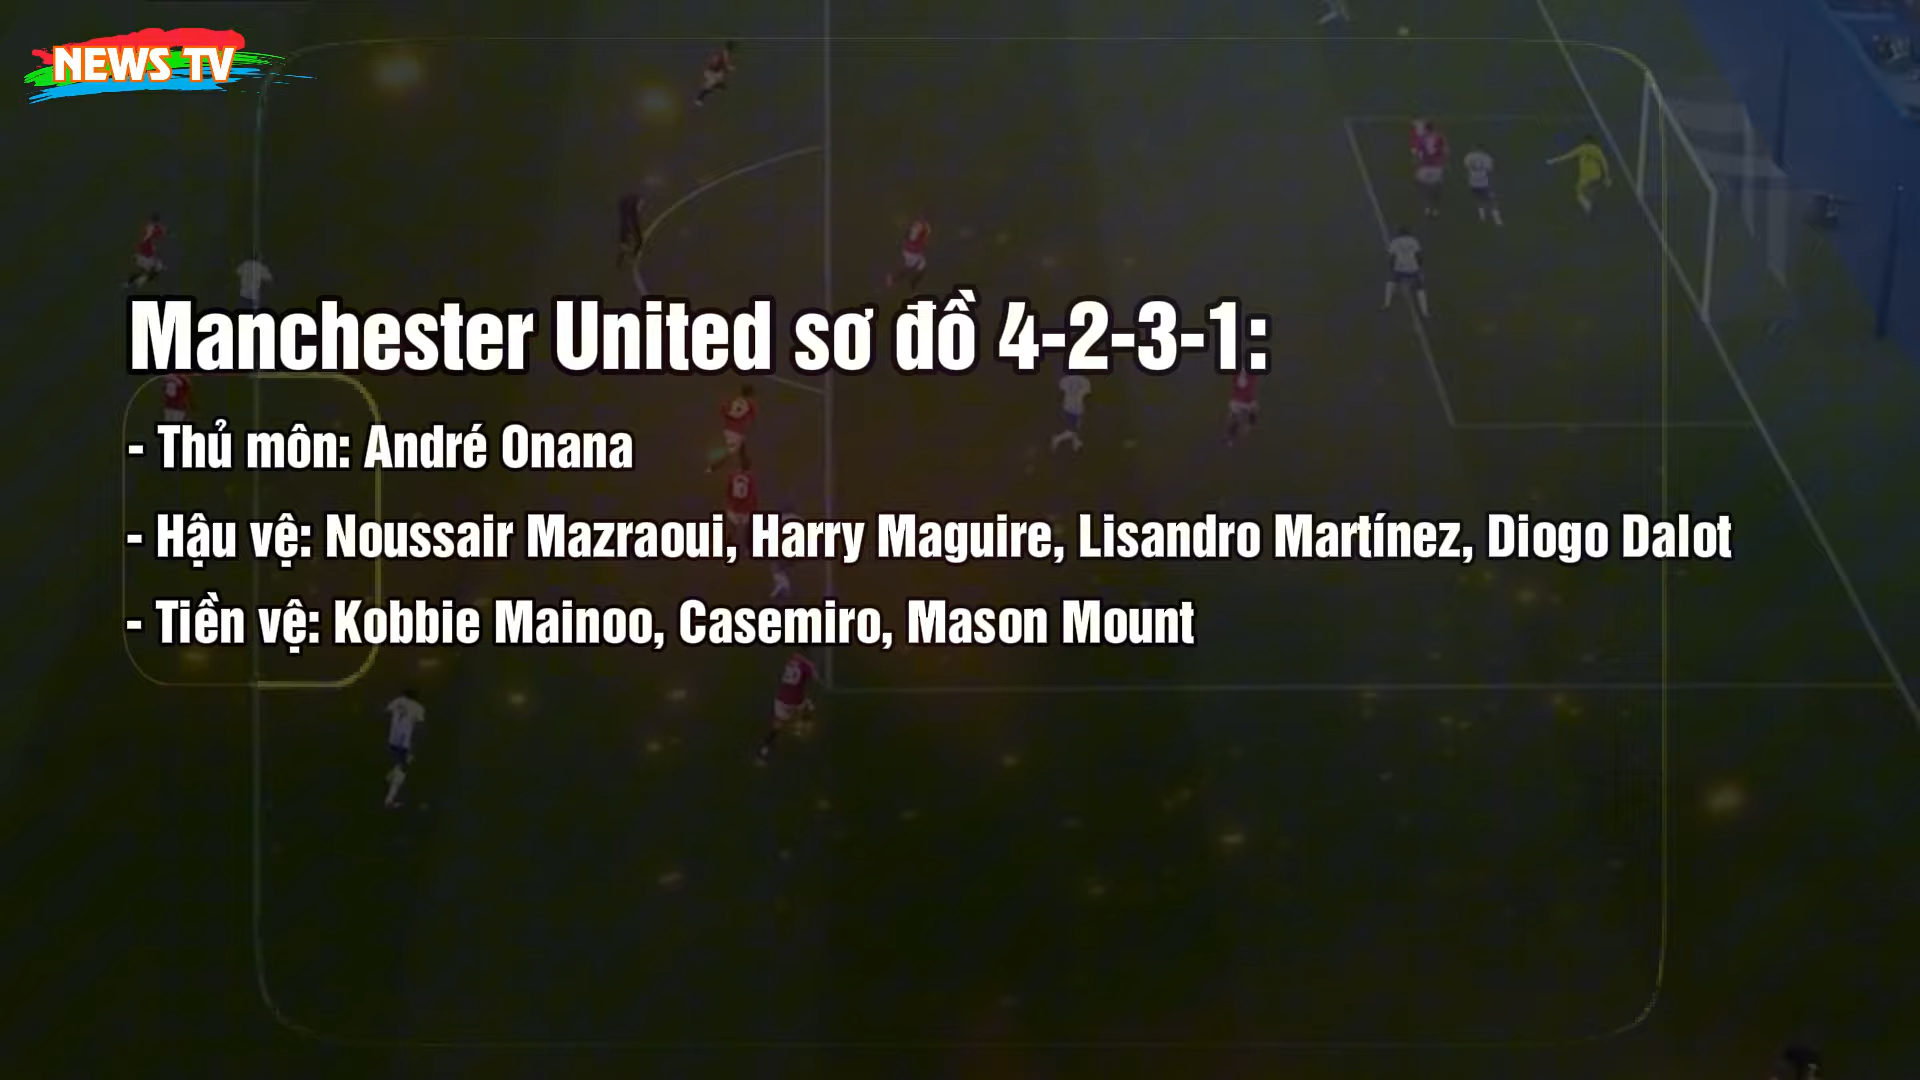 NEWS TV
Manchester United sơ đồ 4-2-3-1:
- Thủ môn: André Onana
- Hậu vệ: Noussair Mazraoui, Harry Maguire, Lisandro Martínez, Diogo Dalot
- Tiền vệ: Kobbie Mainoo, Casemiro, Mason Mount